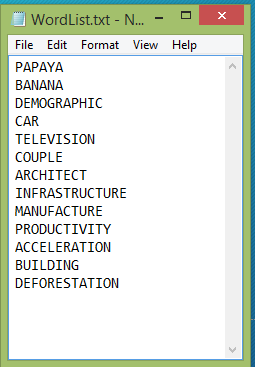 WordList.txt - N...
File Edit Format View Help
PAPAYA
BANANA
DEMOGRAPHIC
CAR
TELEVISION
COUPLE
ARCHITECT
INFRASTRUCTURE
MANUFACTURE
PRODUCTIVITY
ACCELERATION
BUILDING
DEFORESTATION